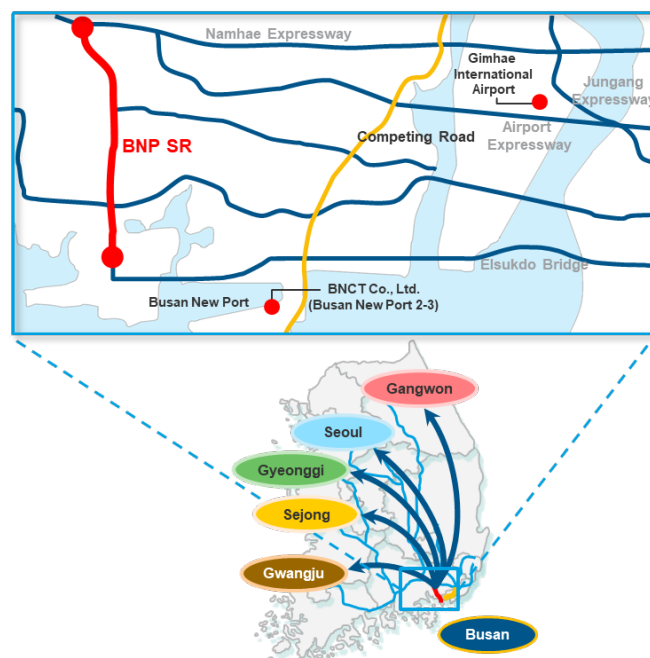 Namhae Expressway
Gimhae
International
Airport
Jungang
Expressway
Competing Road
Airport
Expressway
BNP SR
Elsukdo Bridge
Busan New Port
BNCT Co., Ltd.
(Busan New Port 2-3)
Gangwon
Seoul
Gyeonggi
Sejong
Gwangju
Busan